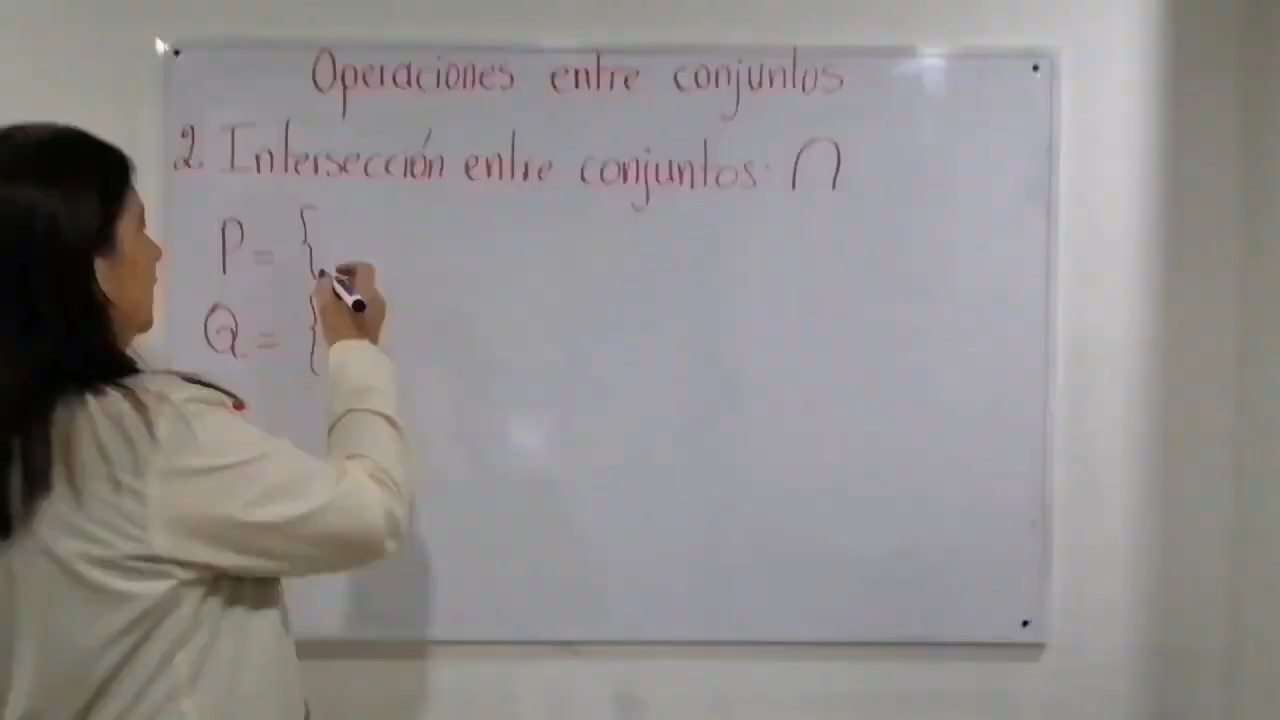 Operaciones entre conjuntos
2. Intersección entre conjuntos: ∩
P = {
Q = {